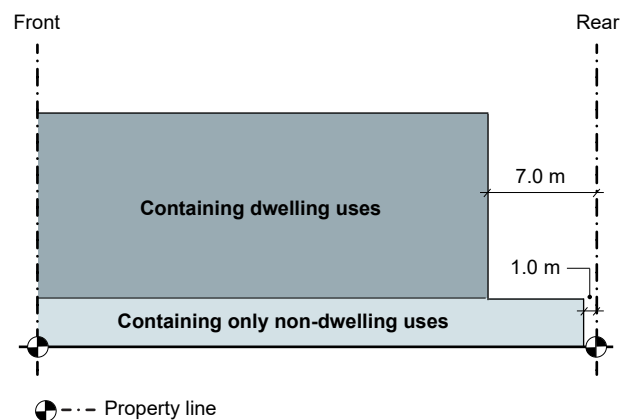 Front
Rear
7.0 m
Containing dwelling uses
1.0 m
Containing only non-dwelling uses
Property line